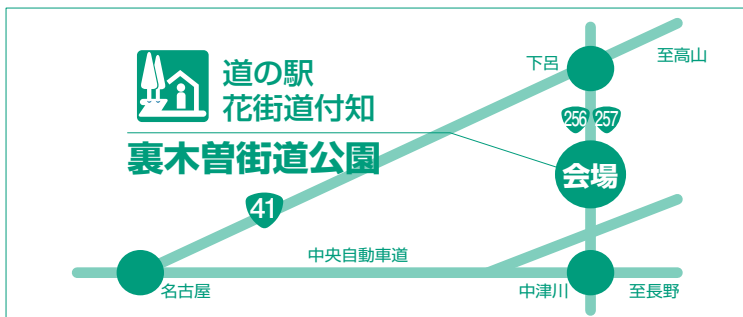 道の駅
花街道付知
裏木曽街道公園
下呂
至高山
256 257
会場
41
中央自動車道
名古屋
中津川
至長野